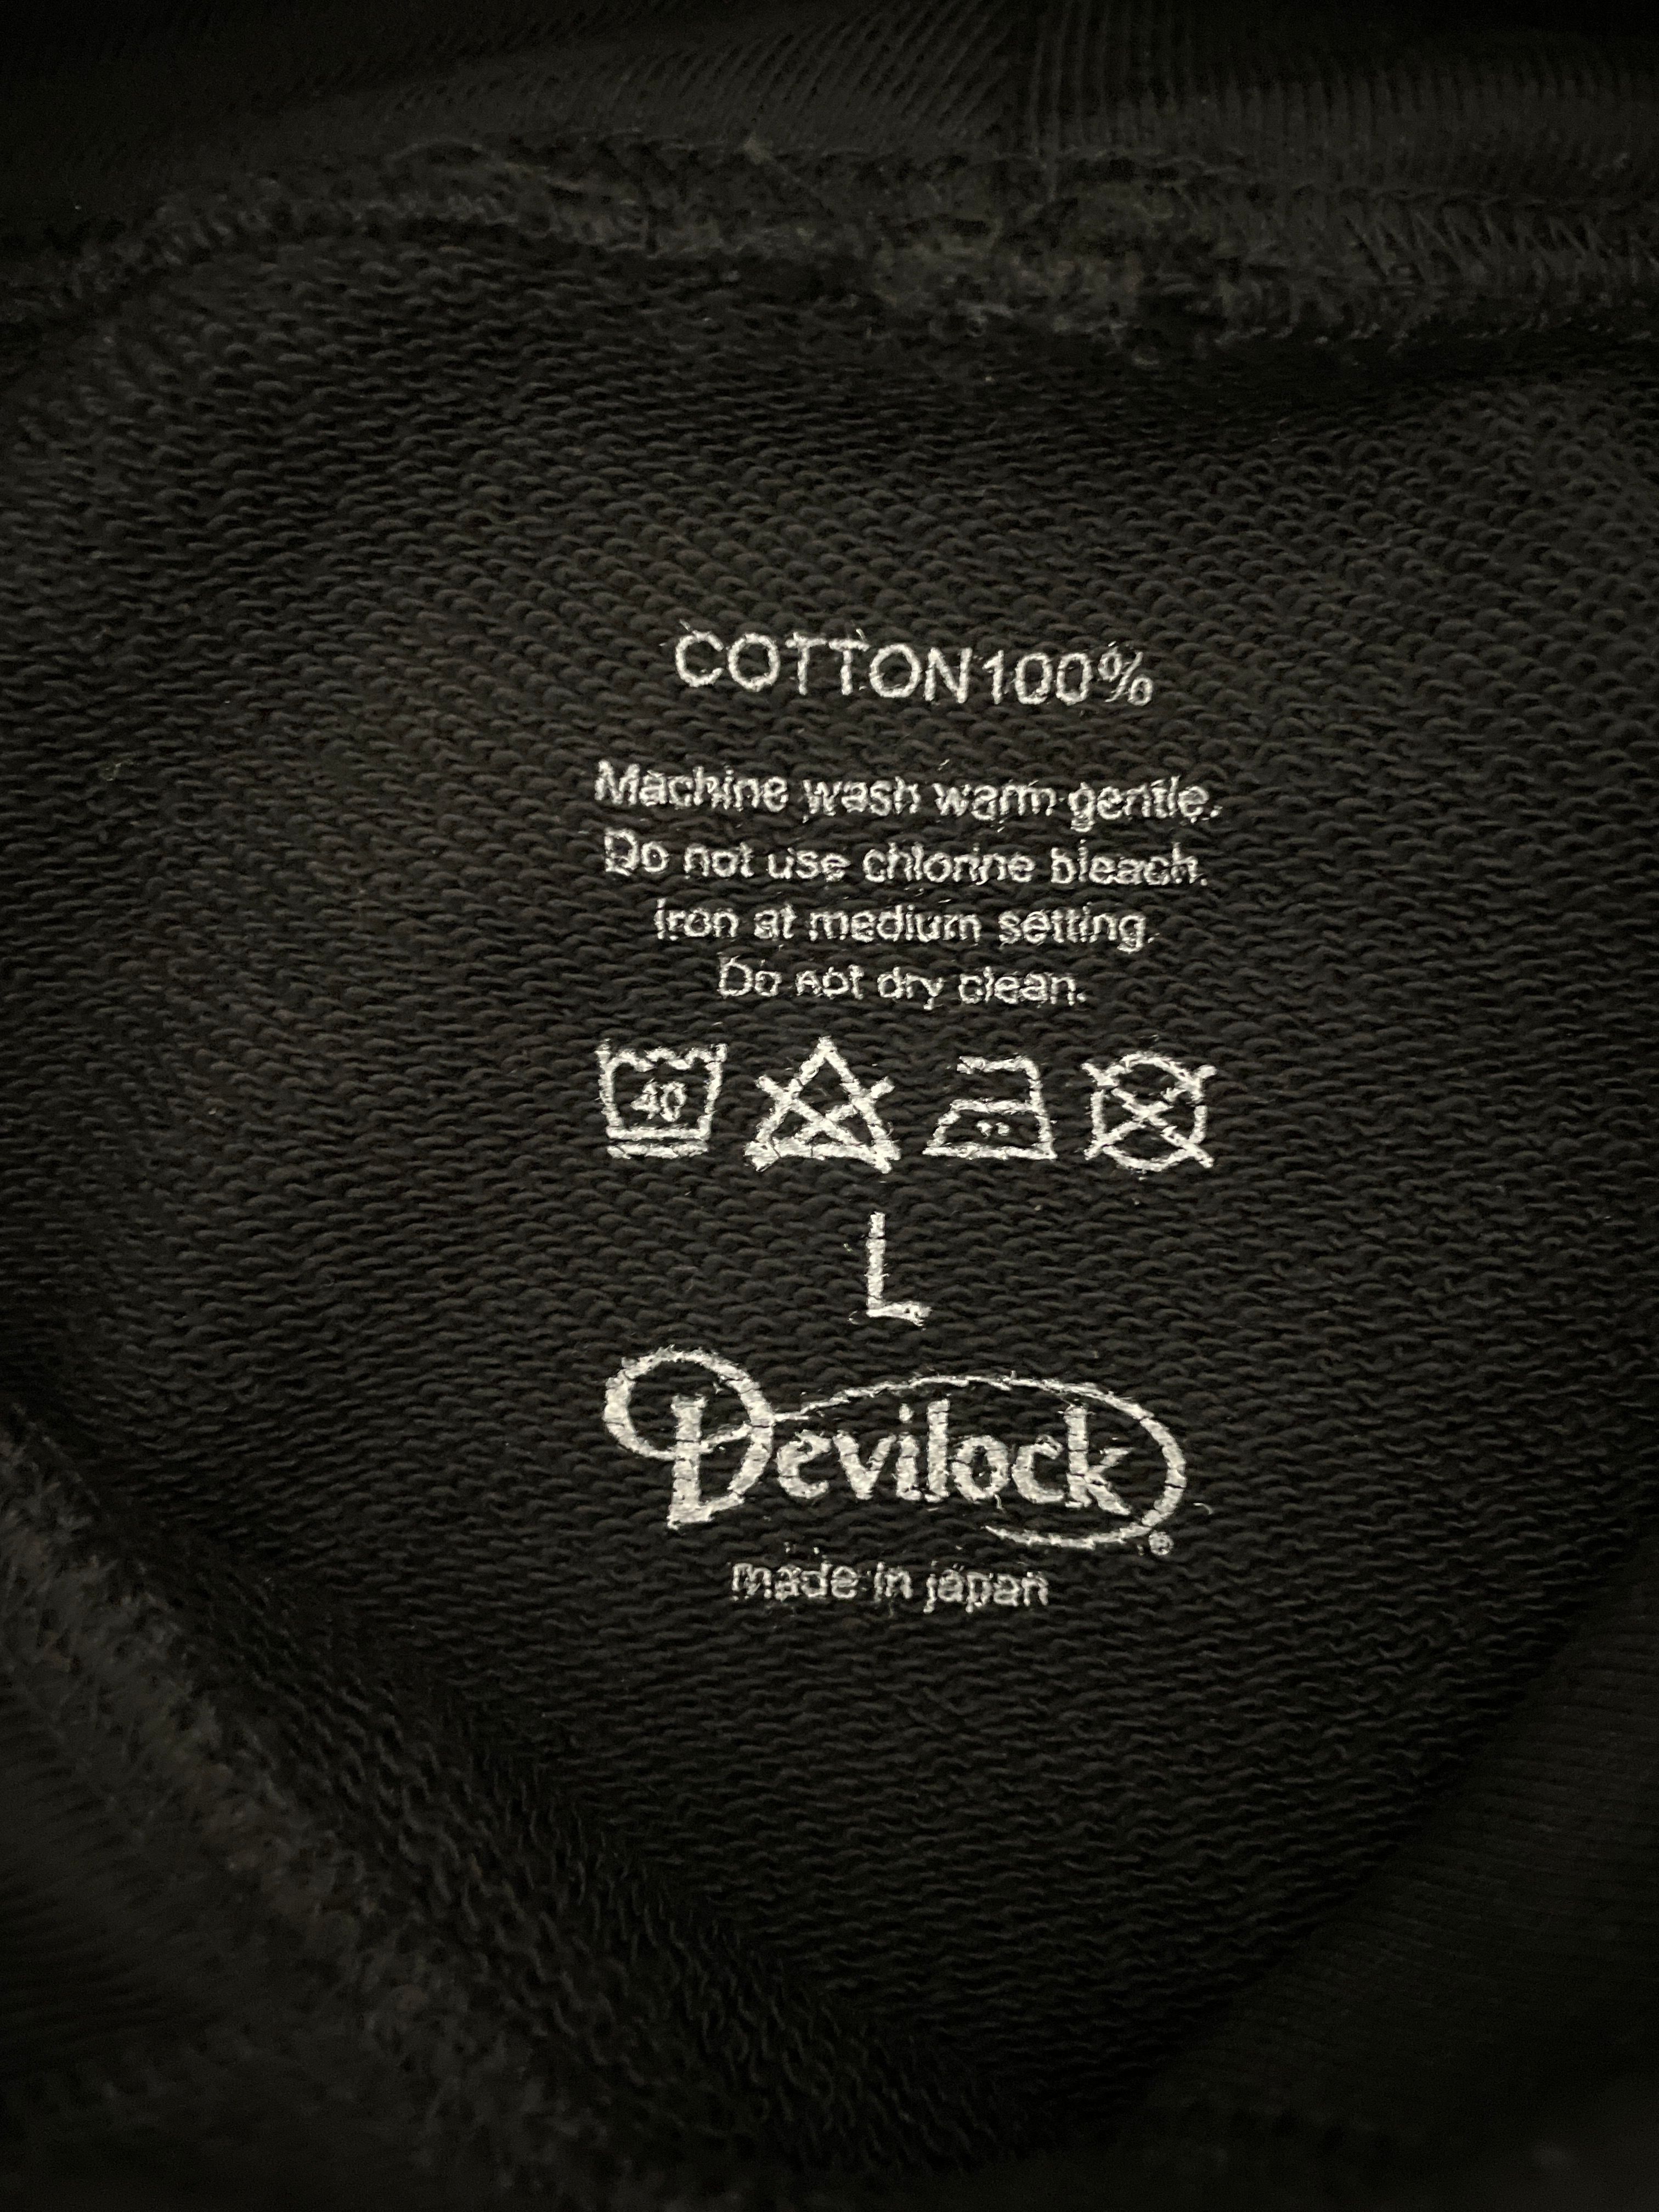 COTTON100%
Machine wash warm gentle.
Do not use chlorine bleach.
Iron at medium setting.
Do not dry clean.
40
L
Devilock®
made in japan